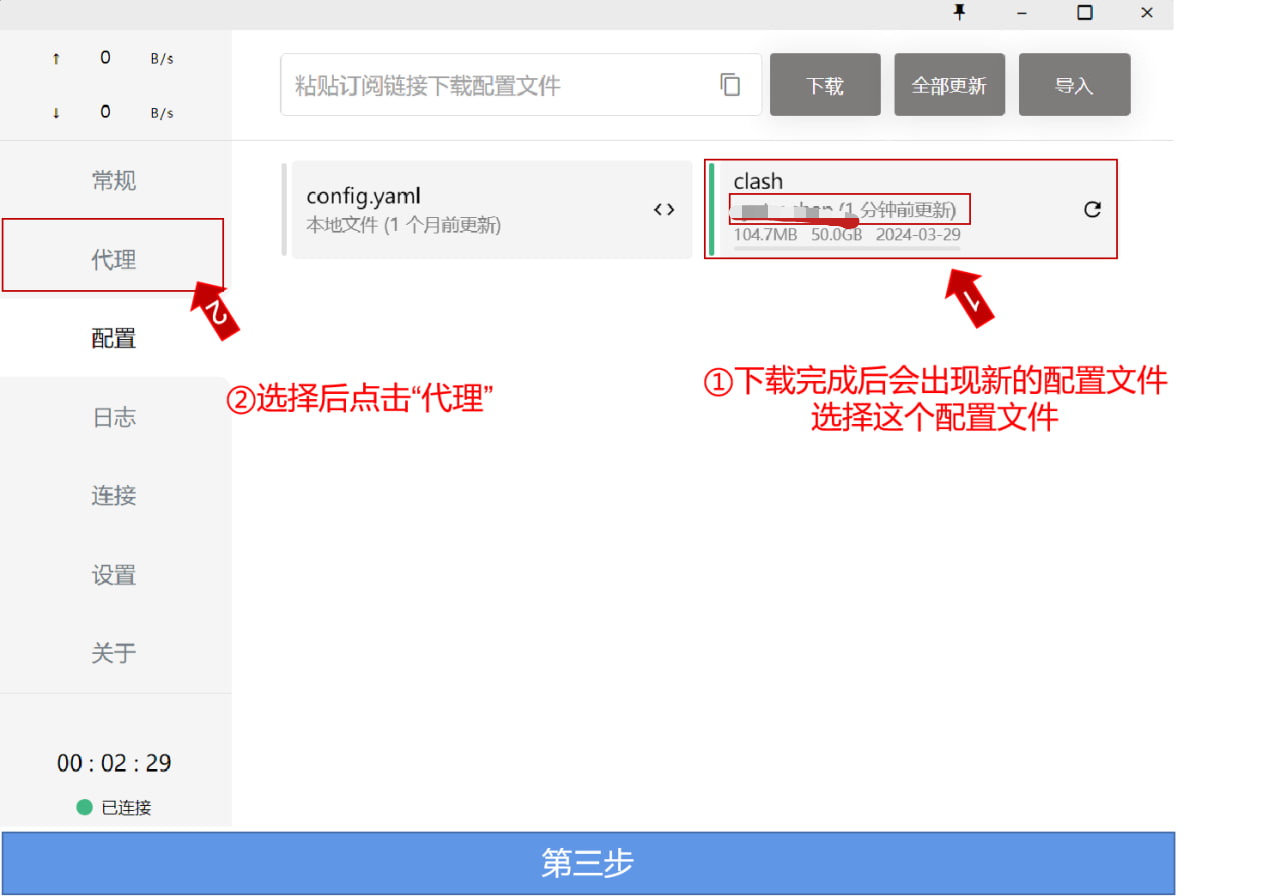 ↑ 0 B/s
↓ 0 B/s
粘贴订阅链接下载配置文件
下载
全部更新
导入
常规
代理
配置
日志
连接
设置
关于
config.yaml
本地文件 (1 个月前更新)
clash
(1 分钟前更新)
104.7MB 50.0GB 2024-03-29
1
2
①下载完成后会出现新的配置文件
选择这个配置文件
②选择后点击“代理”
00 : 02 : 29
已连接
第三步